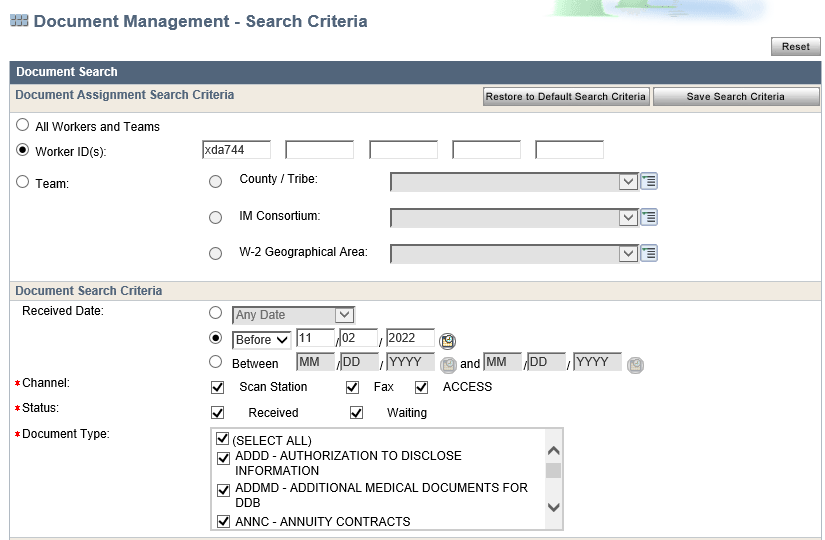 Document Management - Search Criteria
Reset
Document Search
Document Assignment Search Criteria Restore to Default Search Criteria Save Search Criteria
All Workers and Teams
Worker ID(s): xda744
Team: County / Tribe:
IM Consortium:
W-2 Geographical Area:
Document Search Criteria
Received Date: Any Date
Before 11 / 02 / 2022
Between MM / DD / YYYY and MM / DD / YYYY
*Channel: Scan Station Fax ACCESS
*Status: Received Waiting
*Document Type: (SELECT ALL)
ADDD - AUTHORIZATION TO DISCLOSE
INFORMATION
ADDMD - ADDITIONAL MEDICAL DOCUMENTS FOR
DDB
ANNC - ANNUITY CONTRACTS